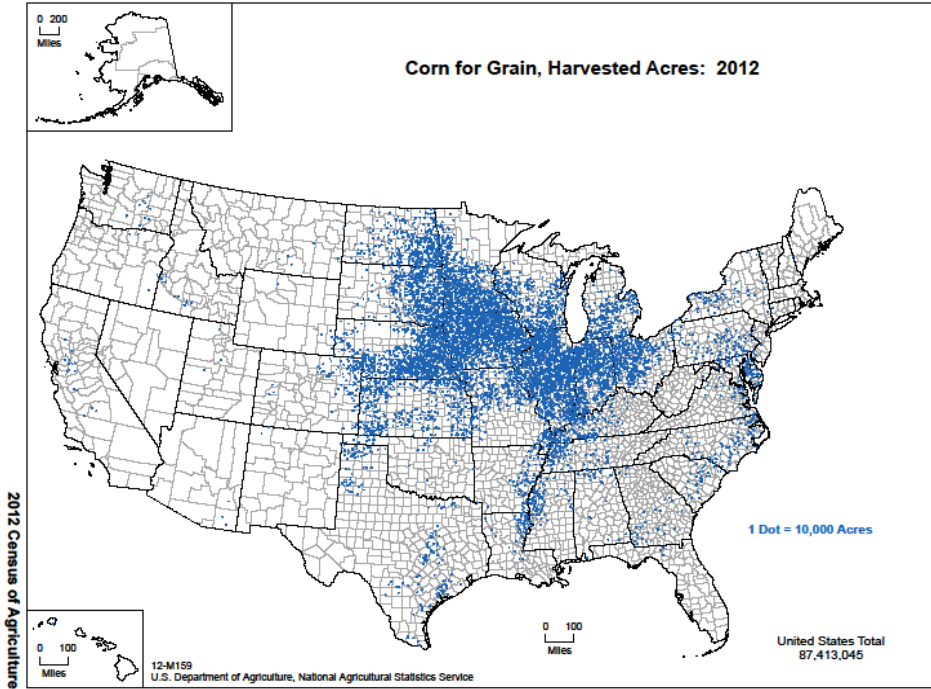 0 200
Miles
Corn for Grain, Harvested Acres: 2012
1 Dot = 10,000 Acres
2012 Census of Agriculture
0 100
Miles
0 100
Miles
United States Total
87,413,045
12-M159
U.S. Department of Agriculture, National Agricultural Statistics Service